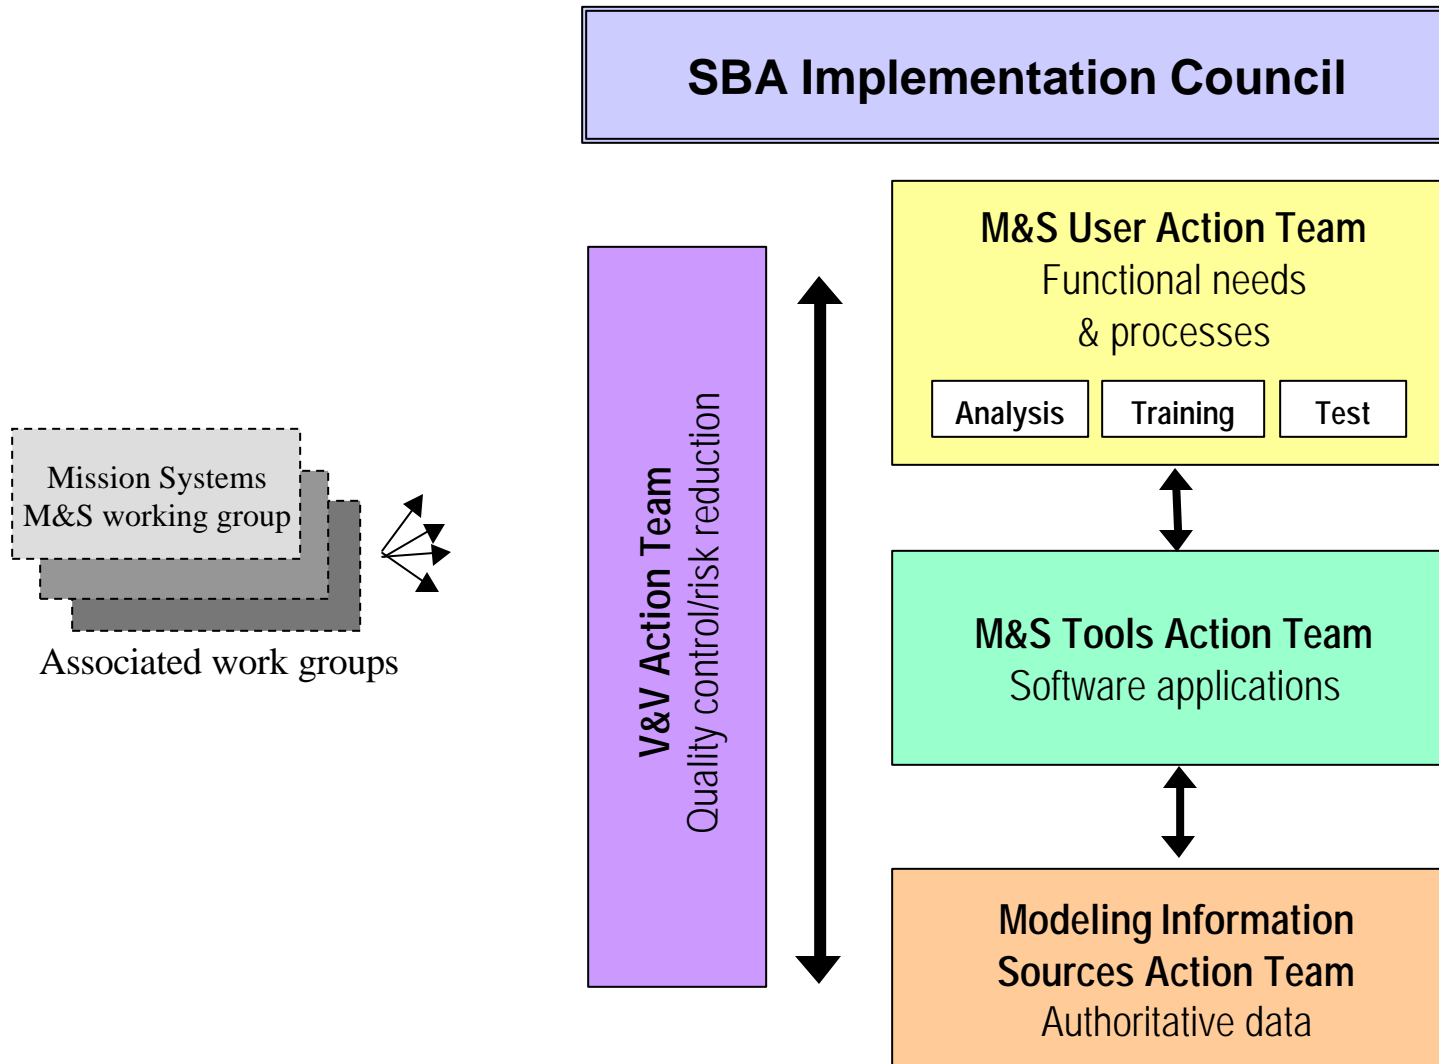 SBA Implementation Council
M&S User Action Team
Functional needs
& processes
Analysis
Training
Test
V&V Action Team
Quality control/risk reduction
Mission Systems
M&S working group
Associated work groups
M&S Tools Action Team
Software applications
Modeling Information
Sources Action Team
Authoritative data